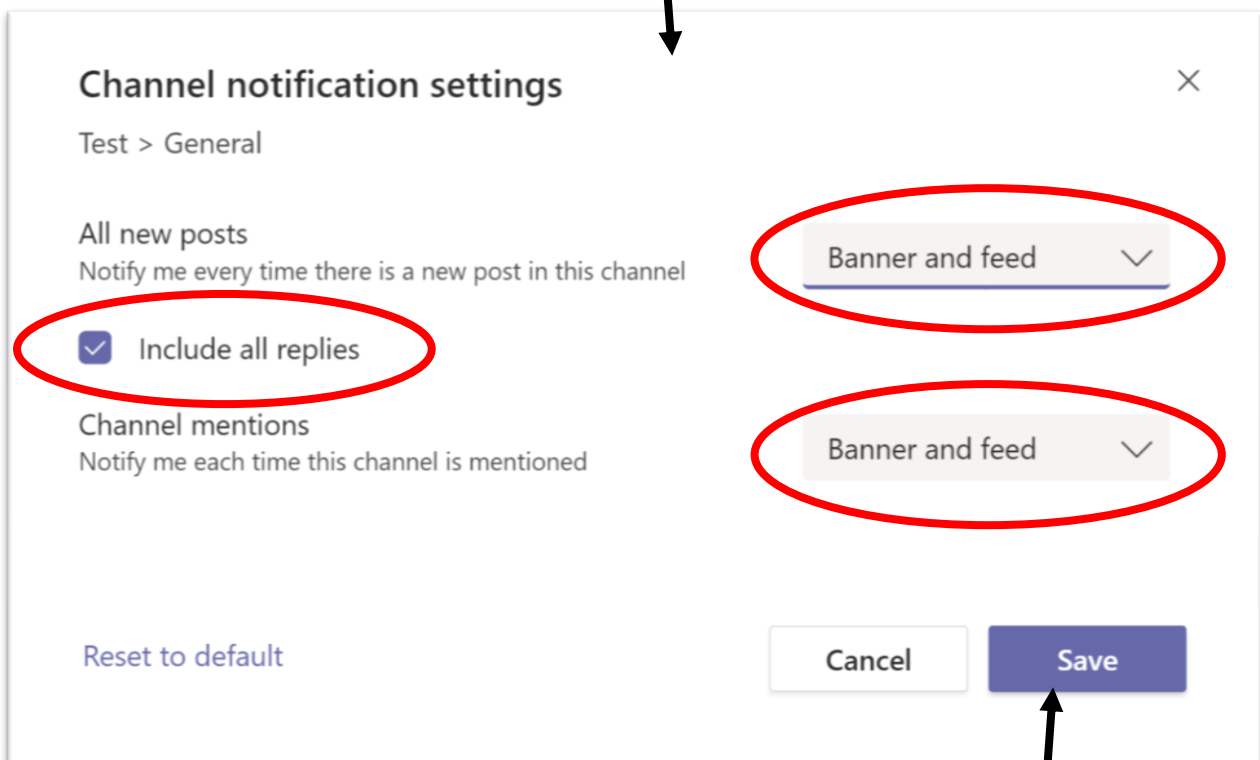 Channel notification settings
Test > General
All new posts
Notify me every time there is a new post in this channel
Banner and feed
Include all replies
Channel mentions
Notify me each time this channel is mentioned
Banner and feed
Reset to default
Cancel
Save